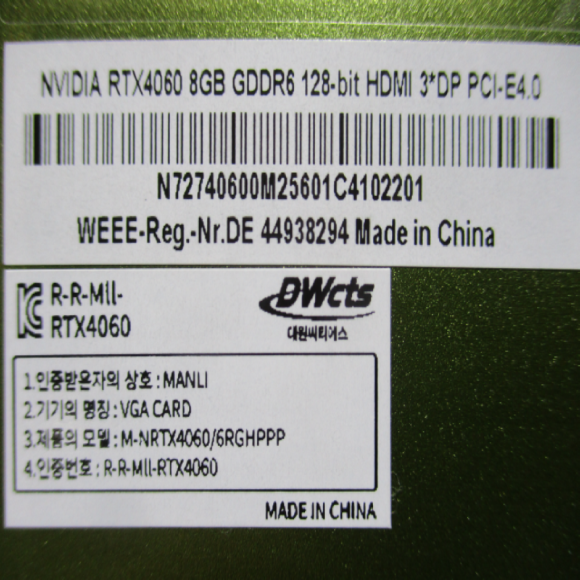 NVIDIA RTX4060 8GB GDDR6 128-bit HDMI 3*DP PCI-E4.0
N72740600M25601C4102201
WEEE-Reg.-Nr.DE 44938294 Made in China
R-R-Mll-
RTX4060
DWcts
대원씨티에스
1.인증받은자의 상호 : MANLI
2.기기의 명칭 : VGA CARD
3.제품의 모델 : M-NRTX4060/6RGHPPP
4.인증번호 : R-R-Mll-RTX4060
MADE IN CHINA